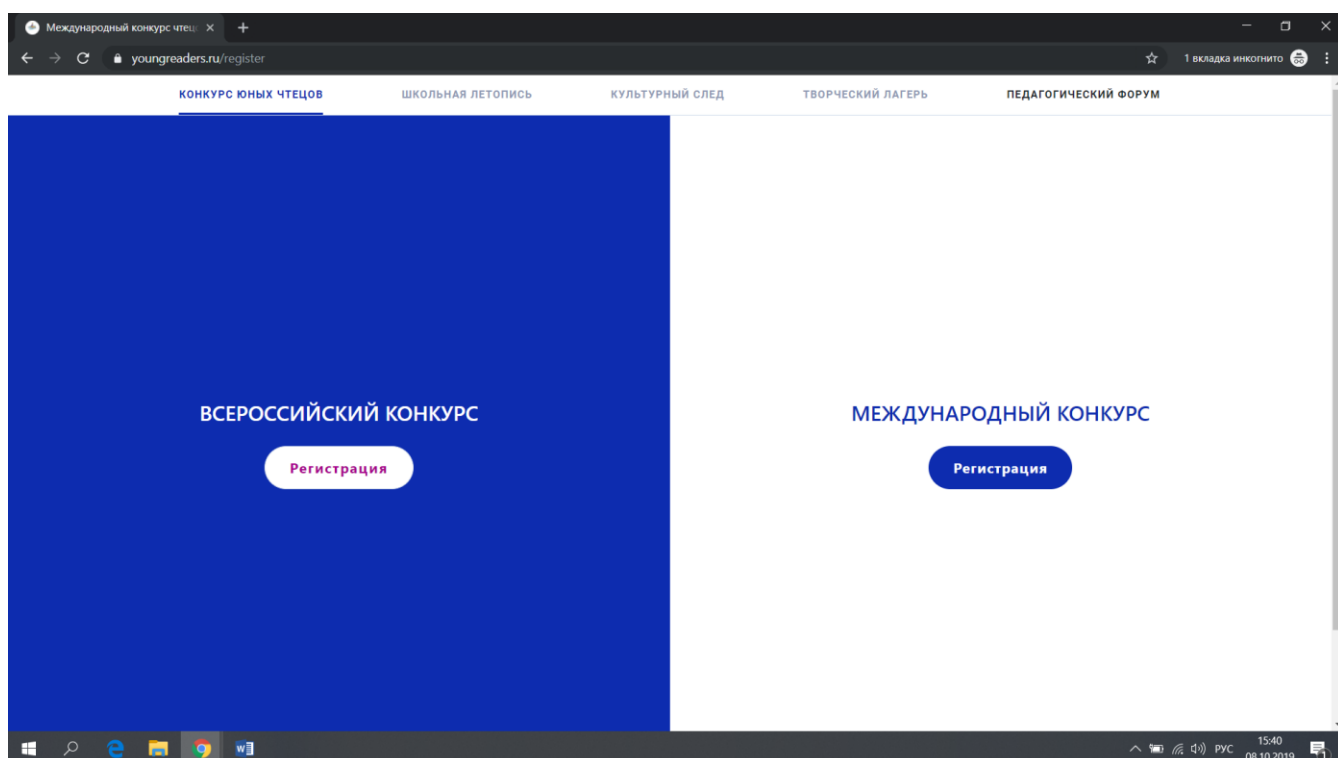 Международный конкурс чтец
youngreaders.ru/register
1 вкладка инкогнито
КОНКУРС ЮНЫХ ЧТЕЦОВ ШКОЛЬНАЯ ЛЕТОПИСЬ КУЛЬТУРНЫЙ СЛЕД ТВОРЧЕСКИЙ ЛАГЕРЬ ПЕДАГОГИЧЕСКИЙ ФОРУМ
ВСЕРОССИЙСКИЙ КОНКУРС
Регистрация
МЕЖДУНАРОДНЫЙ КОНКУРС
Регистрация
РУС
15:40
08.10.2019